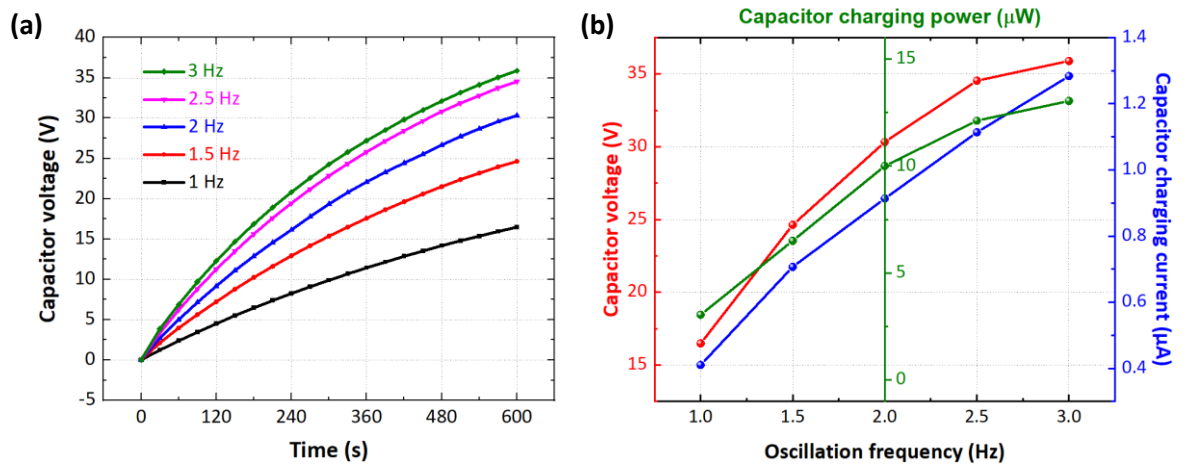 (a)
Capacitor voltage (V)
40
35
30
25
20
15
10
5
0
-5
3 Hz
2.5 Hz
2 Hz
1.5 Hz
1 Hz
0 120 240 360 480 600
Time (s)
(b)
Capacitor charging power (μW)
Capacitor voltage (V)
35
30
25
20
15
15
10
5
0
1.4
1.2
1.0
0.8
0.6
0.4
Capacitor charging current (μA)
1.0 1.5 2.0 2.5 3.0
Oscillation frequency (Hz)